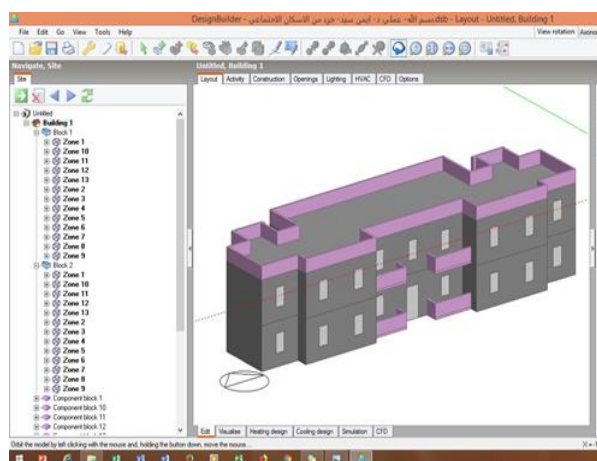 DesignBuilder - بسم الله- عملي د- ايمن سيد- جزء من الاسكان الاجتماعي.dsb - Layout - Untitled, Building 1
File Edit Go View Tools Help
View rotation Axono
Navigate, Site
Untitled, Building 1
Site
Layout Activity Construction Openings Lighting HVAC CFD Options
Untitled
Building 1
Block 1
Zone 1
Zone 10
Zone 11
Zone 12
Zone 13
Zone 2
Zone 3
Zone 4
Zone 5
Zone 6
Zone 7
Zone 8
Zone 9
Block 2
Zone 1
Zone 10
Zone 11
Zone 12
Zone 13
Zone 2
Zone 3
Zone 4
Zone 5
Zone 6
Zone 7
Zone 8
Zone 9
Component block 1
Component block 10
Component block 11
Component block 12
Edit Visualise Heating design Cooling design Simulation CFD
Orbit the model by left clicking with the mouse and, holding the button down, move the mouse...